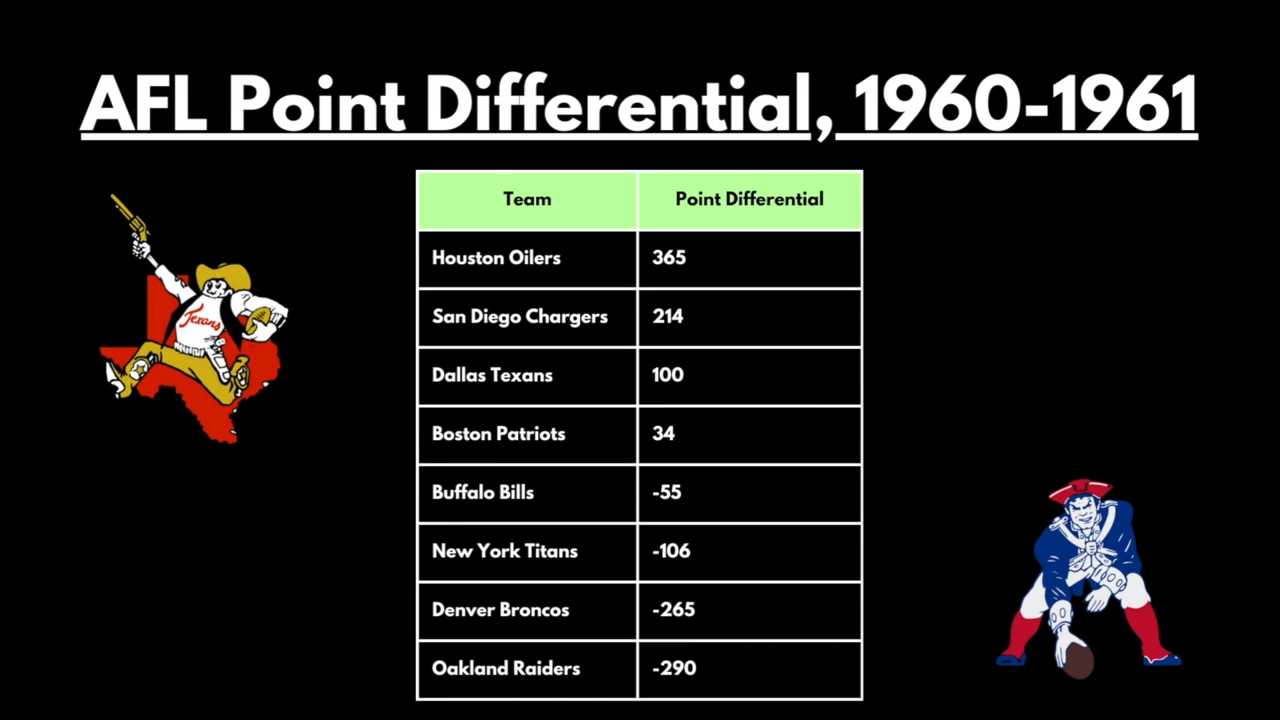 AFL Point Differential, 1960-1961
Team Point Differential
Houston Oilers 365
San Diego Chargers 214
Dallas Texans 100
Boston Patriots 34
Buffalo Bills -55
New York Titans -106
Denver Broncos -265
Oakland Raiders -290
Texans